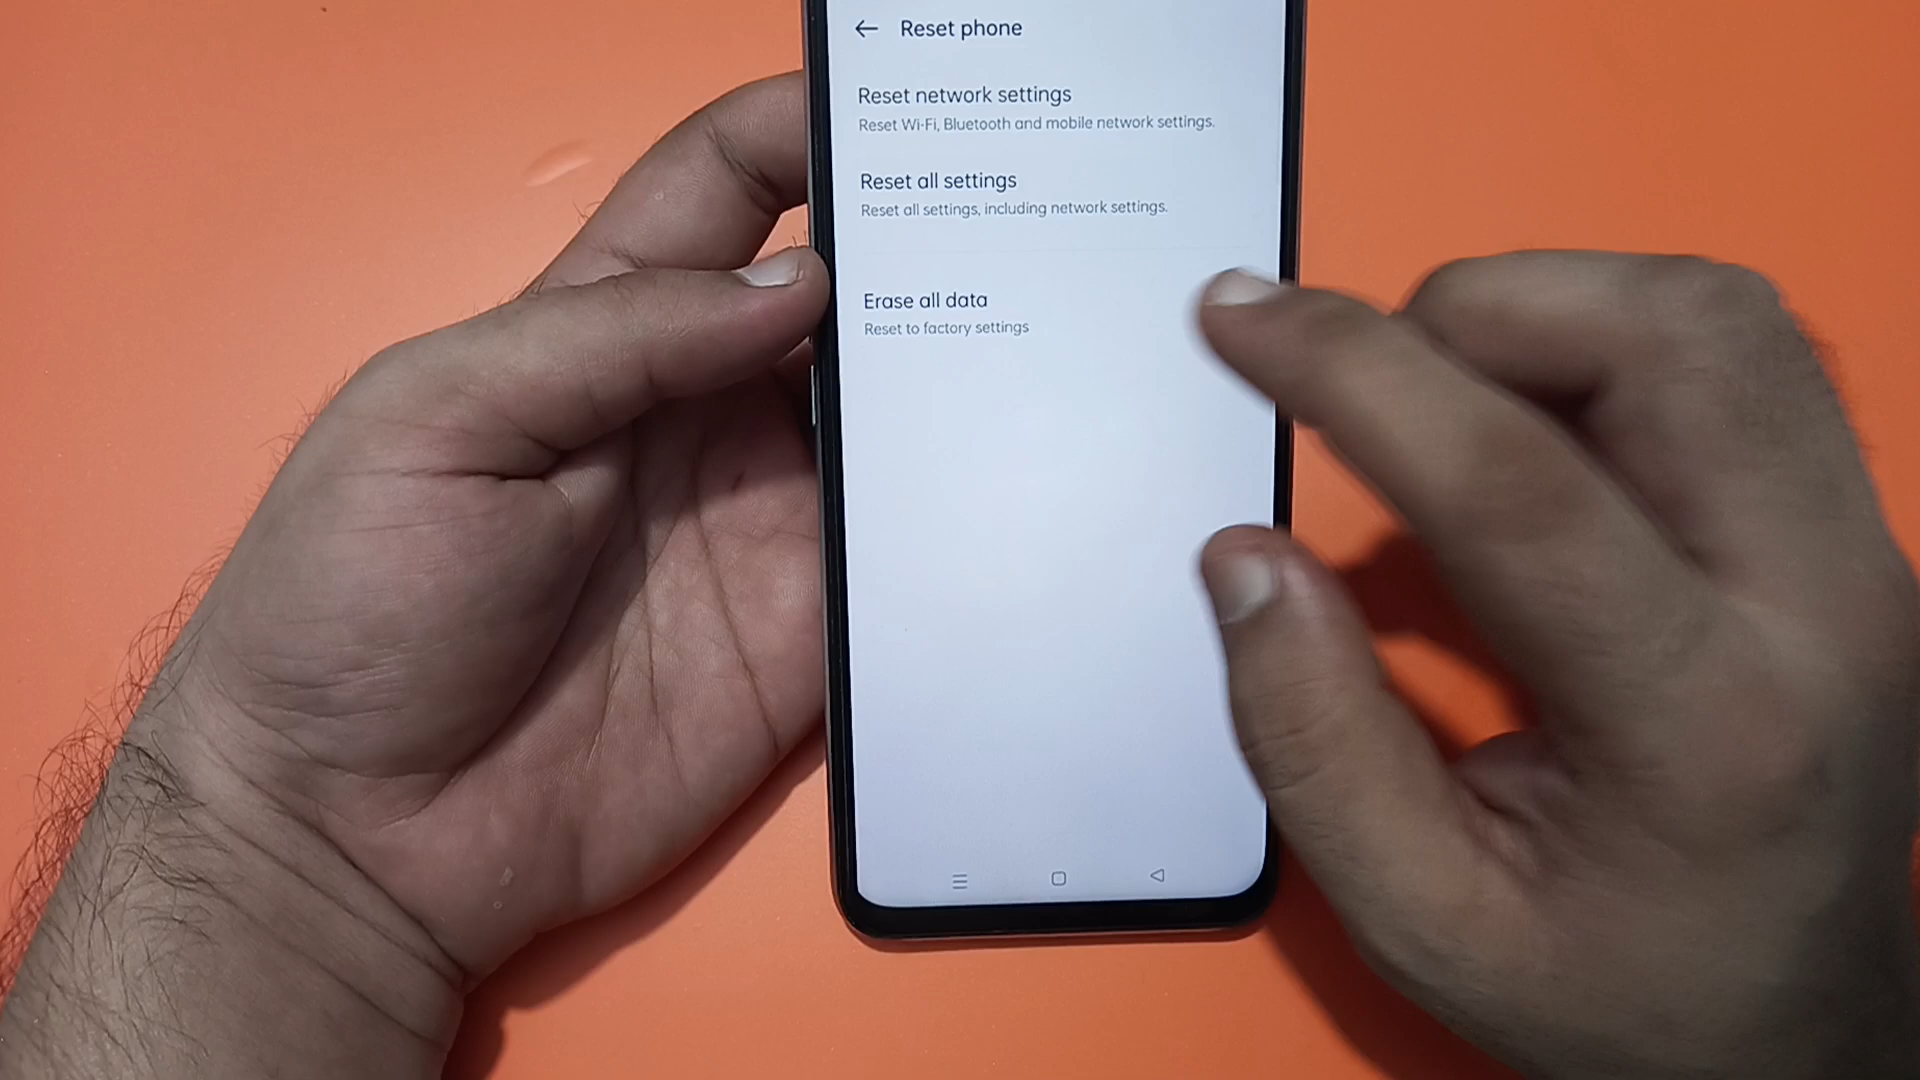 Reset phone
Reset network settings
Reset Wi-Fi, Bluetooth and mobile network settings.
Reset all settings
Reset all settings, including network settings.
Erase all data
Reset to factory settings